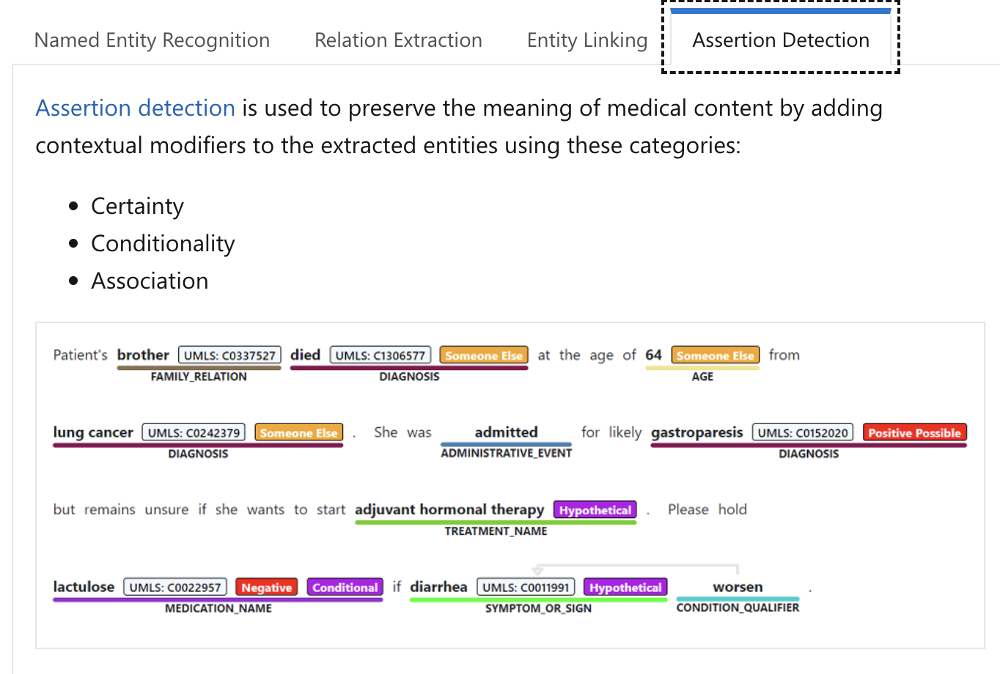 Named Entity Recognition Relation Extraction Entity Linking Assertion Detection
Assertion detection is used to preserve the meaning of medical content by adding
contextual modifiers to the extracted entities using these categories:
Certainty
Conditionality
Association
Patient's brother UMLS: C0337527 died UMLS: C1306577 Someone Else at the age of 64 Someone Else from
FAMILY_RELATION DIAGNOSIS AGE
lung cancer UMLS: C0242379 Someone Else . She was admitted for likely gastroparesis UMLS: C0152020 Positive Possible
DIAGNOSIS ADMINISTRATIVE_EVENT DIAGNOSIS
but remains unsure if she wants to start adjuvant hormonal therapy Hypothetical . Please hold
TREATMENT_NAME
lactulose UMLS: C0022957 Negative Conditional if diarrhea UMLS: C0011991 Hypothetical worsen .
MEDICATION_NAME SYMPTOM_OR_SIGN CONDITION_QUALIFIER